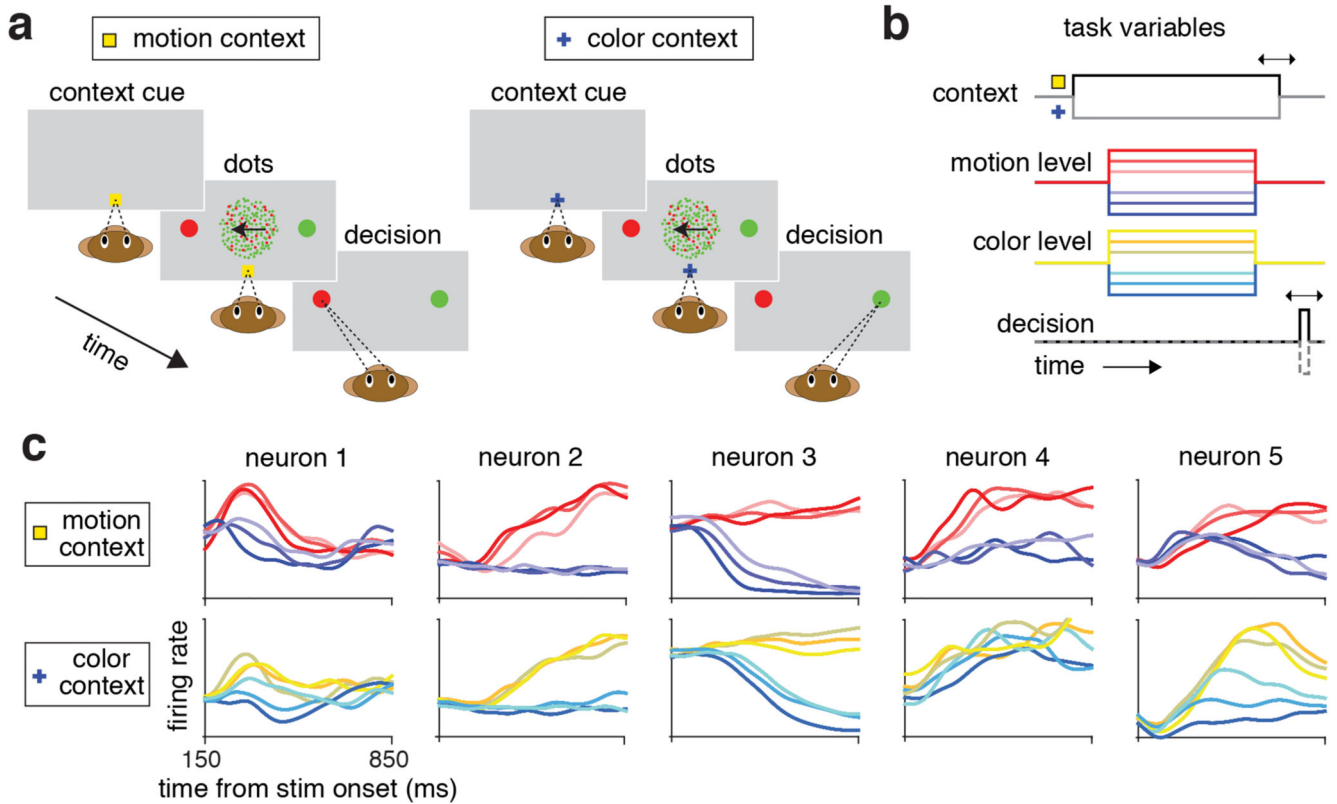 a
motion context
color context
context cue
dots
decision
time
context cue
dots
decision
b
task variables
context
motion level
color level
decision
time
c
neuron 1
neuron 2
neuron 3
neuron 4
neuron 5
motion
context
color
context
firing rate
150
850
time from stim onset (ms)